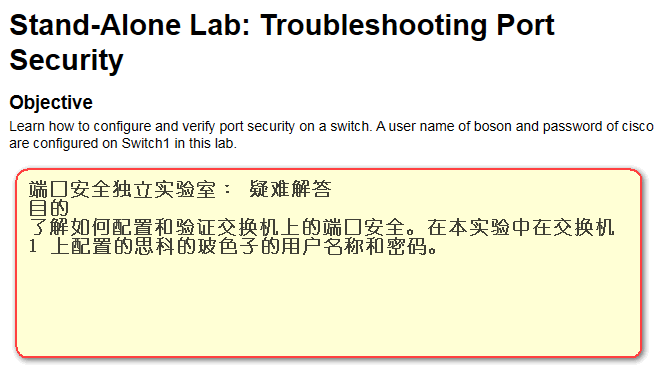 Stand-Alone Lab: Troubleshooting Port
Security
Objective
Learn how to configure and verify port security on a switch. A user name of boson and password of cisco
are configured on Switch1 in this lab.
端口安全独立实验室： 疑难解答
目的
了解如何配置和验证交换机上的端口安全。在本实验中在交换机
1 上配置的思科的玻色子的用户名称和密码。